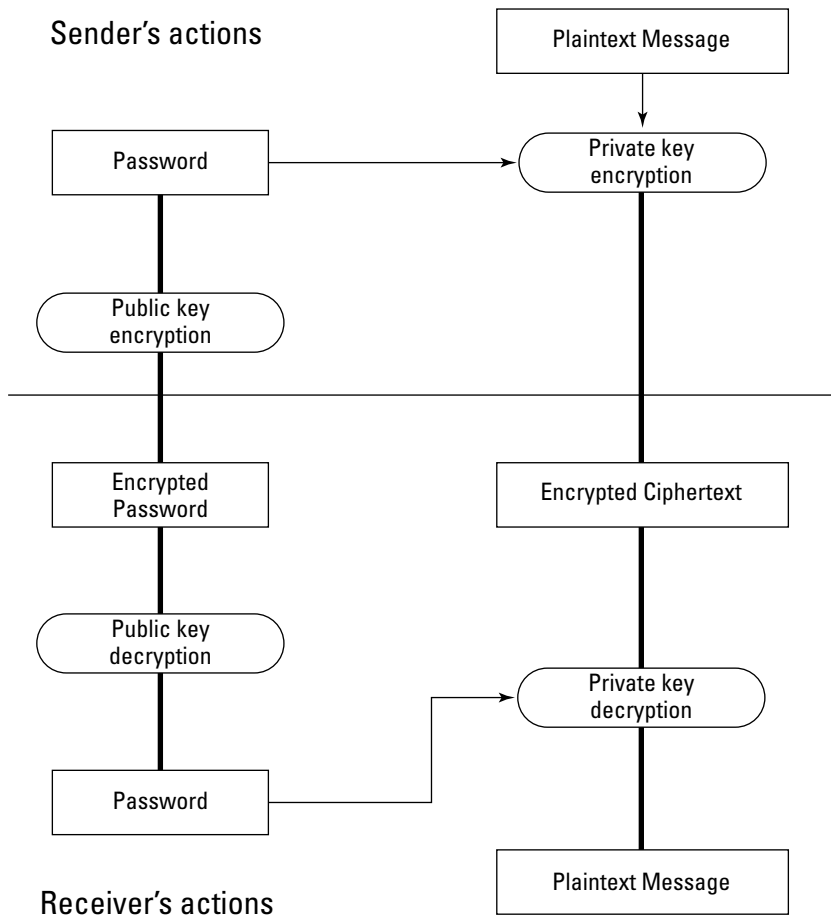 Sender's actions
Plaintext Message
Password
Private key
encryption
Public key
encryption
Encrypted
Password
Encrypted Ciphertext
Public key
decryption
Private key
decryption
Password
Plaintext Message
Receiver's actions